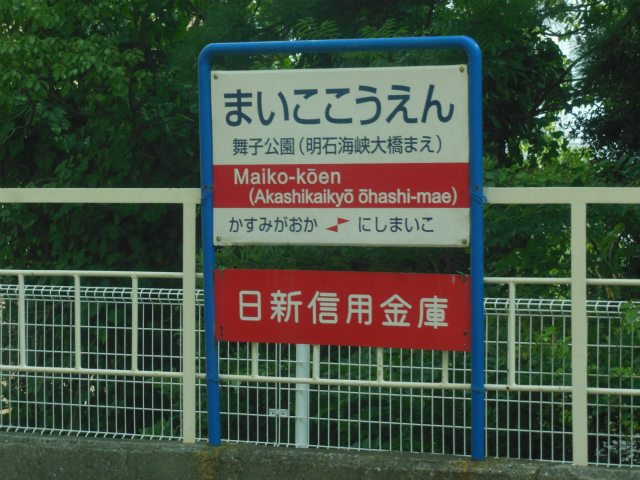 まいここうえん
舞子公園（明石海峡大橋まえ）
Maiko-kōen
(Akashikaikyō ōhashi-mae)
かすみがおか にしまいこ
日新信用金庫